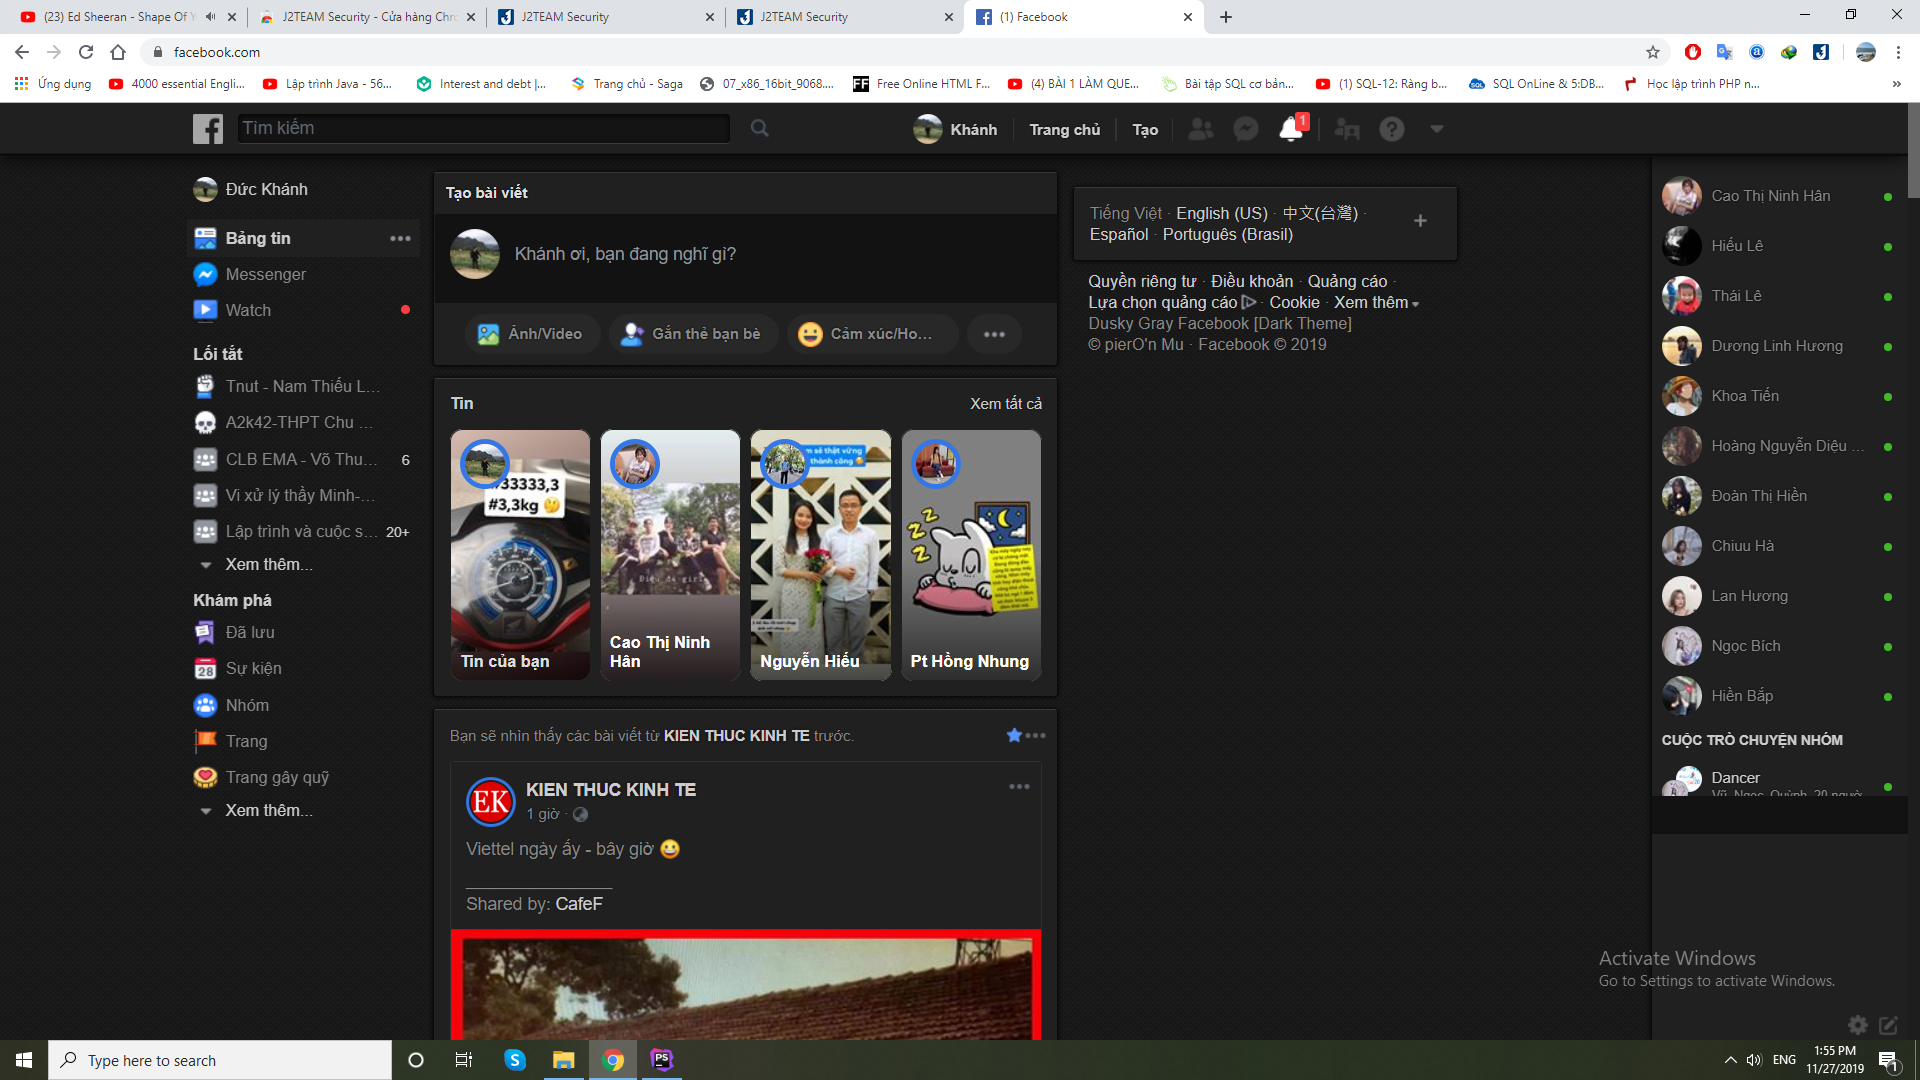 (23) Ed Sheeran - Shape Of Y
J2TEAM Security - Cửa hàng Chro
J2TEAM Security
J2TEAM Security
(1) Facebook
facebook.com
Ứng dụng
4000 essential Engli...
Lập trình Java - 56...
Interest and debt |...
Trang chủ - Saga
07_x86_16bit_9068....
Free Online HTML F...
(4) BÀI 1 LÀM QUE...
Bài tập SQL cơ bản...
(1) SQL-12: Ràng b...
SQL OnLine & 5:DB...
Học lập trình PHP n...
Tìm kiếm
Khánh
Trang chủ
Tạo
1
Đức Khánh
Bảng tin
Messenger
Watch
Lối tắt
Tnut - Nam Thiếu L...
A2k42-THPT Chu ...
CLB EMA - Võ Thu... 6
Vi xử lý thầy Minh-...
Lập trình và cuộc s... 20+
Xem thêm...
Khám phá
Đã lưu
28
Sự kiện
Nhóm
Trang
Trang gây quỹ
Xem thêm...
Tạo bài viết
Khánh ơi, bạn đang nghĩ gì?
Ảnh/Video
Gắn thẻ bạn bè
Cảm xúc/Ho...
Tin
Xem tất cả
#33333,3
#3,3kg 🤔
Tin của bạn
Điệu đà girl
Cao Thị Ninh
Hân
m sẽ thật vững
thành công
Nguyễn Hiếu
Z Z Z
Pt Hồng Nhung
Bạn sẽ nhìn thấy các bài viết từ KIEN THUC KINH TE trước.
EK
KIEN THUC KINH TE
1 giờ ·
Viettel ngày ấy - bây giờ 😀
Shared by: CafeF
Tiếng Việt · English (US) · 中文(台灣) ·
Español · Português (Brasil)
Quyền riêng tư · Điều khoản · Quảng cáo ·
Lựa chọn quảng cáo · Cookie · Xem thêm
Dusky Gray Facebook [Dark Theme]
© pierO'n Mu · Facebook © 2019
Cao Thị Ninh Hân
Hiếu Lê
Thái Lê
Dương Linh Hương
Khoa Tiến
Hoàng Nguyễn Diệu ...
Đoàn Thị Hiền
Chiuu Hà
Lan Hương
Ngọc Bích
Hiền Bắp
CUỘC TRÒ CHUYỆN NHÓM
Dancer
Vũ, Ngọc, Quỳnh, 20 ngườ
Activate Windows
Go to Settings to activate Windows.
Type here to search
PS
ENG
1:55 PM
11/27/2019
1